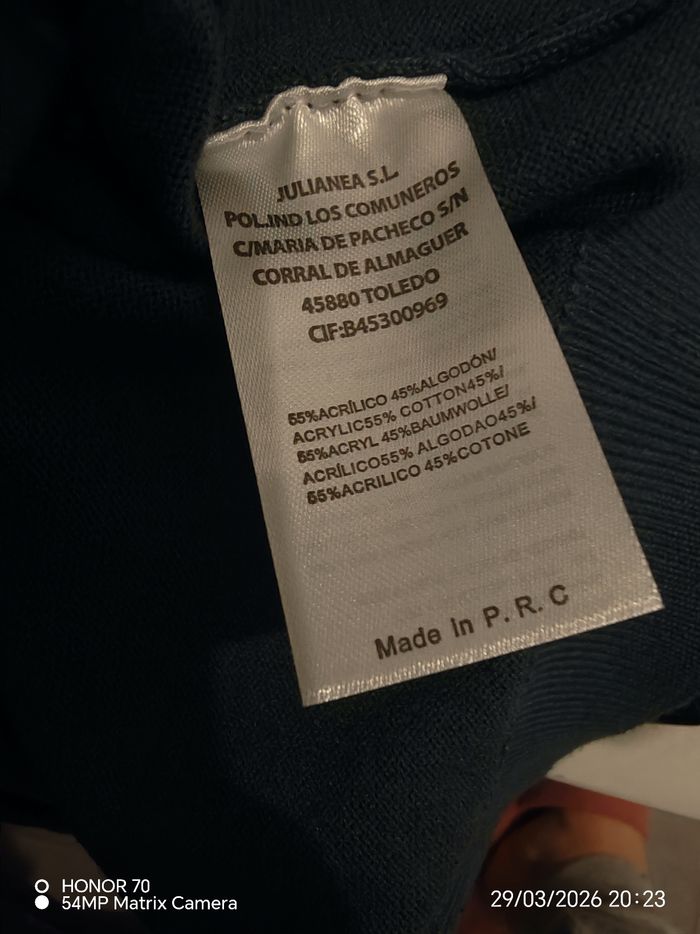 JULIANEA S.L.
POL.IND LOS COMUNEROS
C/MARIA DE PACHECO S/N
CORRAL DE ALMAGUER
45880 TOLEDO
CIF:B45300969
55%ACRÍLICO 45%ALGODÓN/
ACRYLIC55% COTTON45%/
55%ACRYL 45%BAUMWOLLE/
ACRÍLICO55% ALGODAO45%/
55%ACRILICO 45%COTONE
Made in P. R. C
HONOR 70
54MP Matrix Camera
29/03/2026 20:23